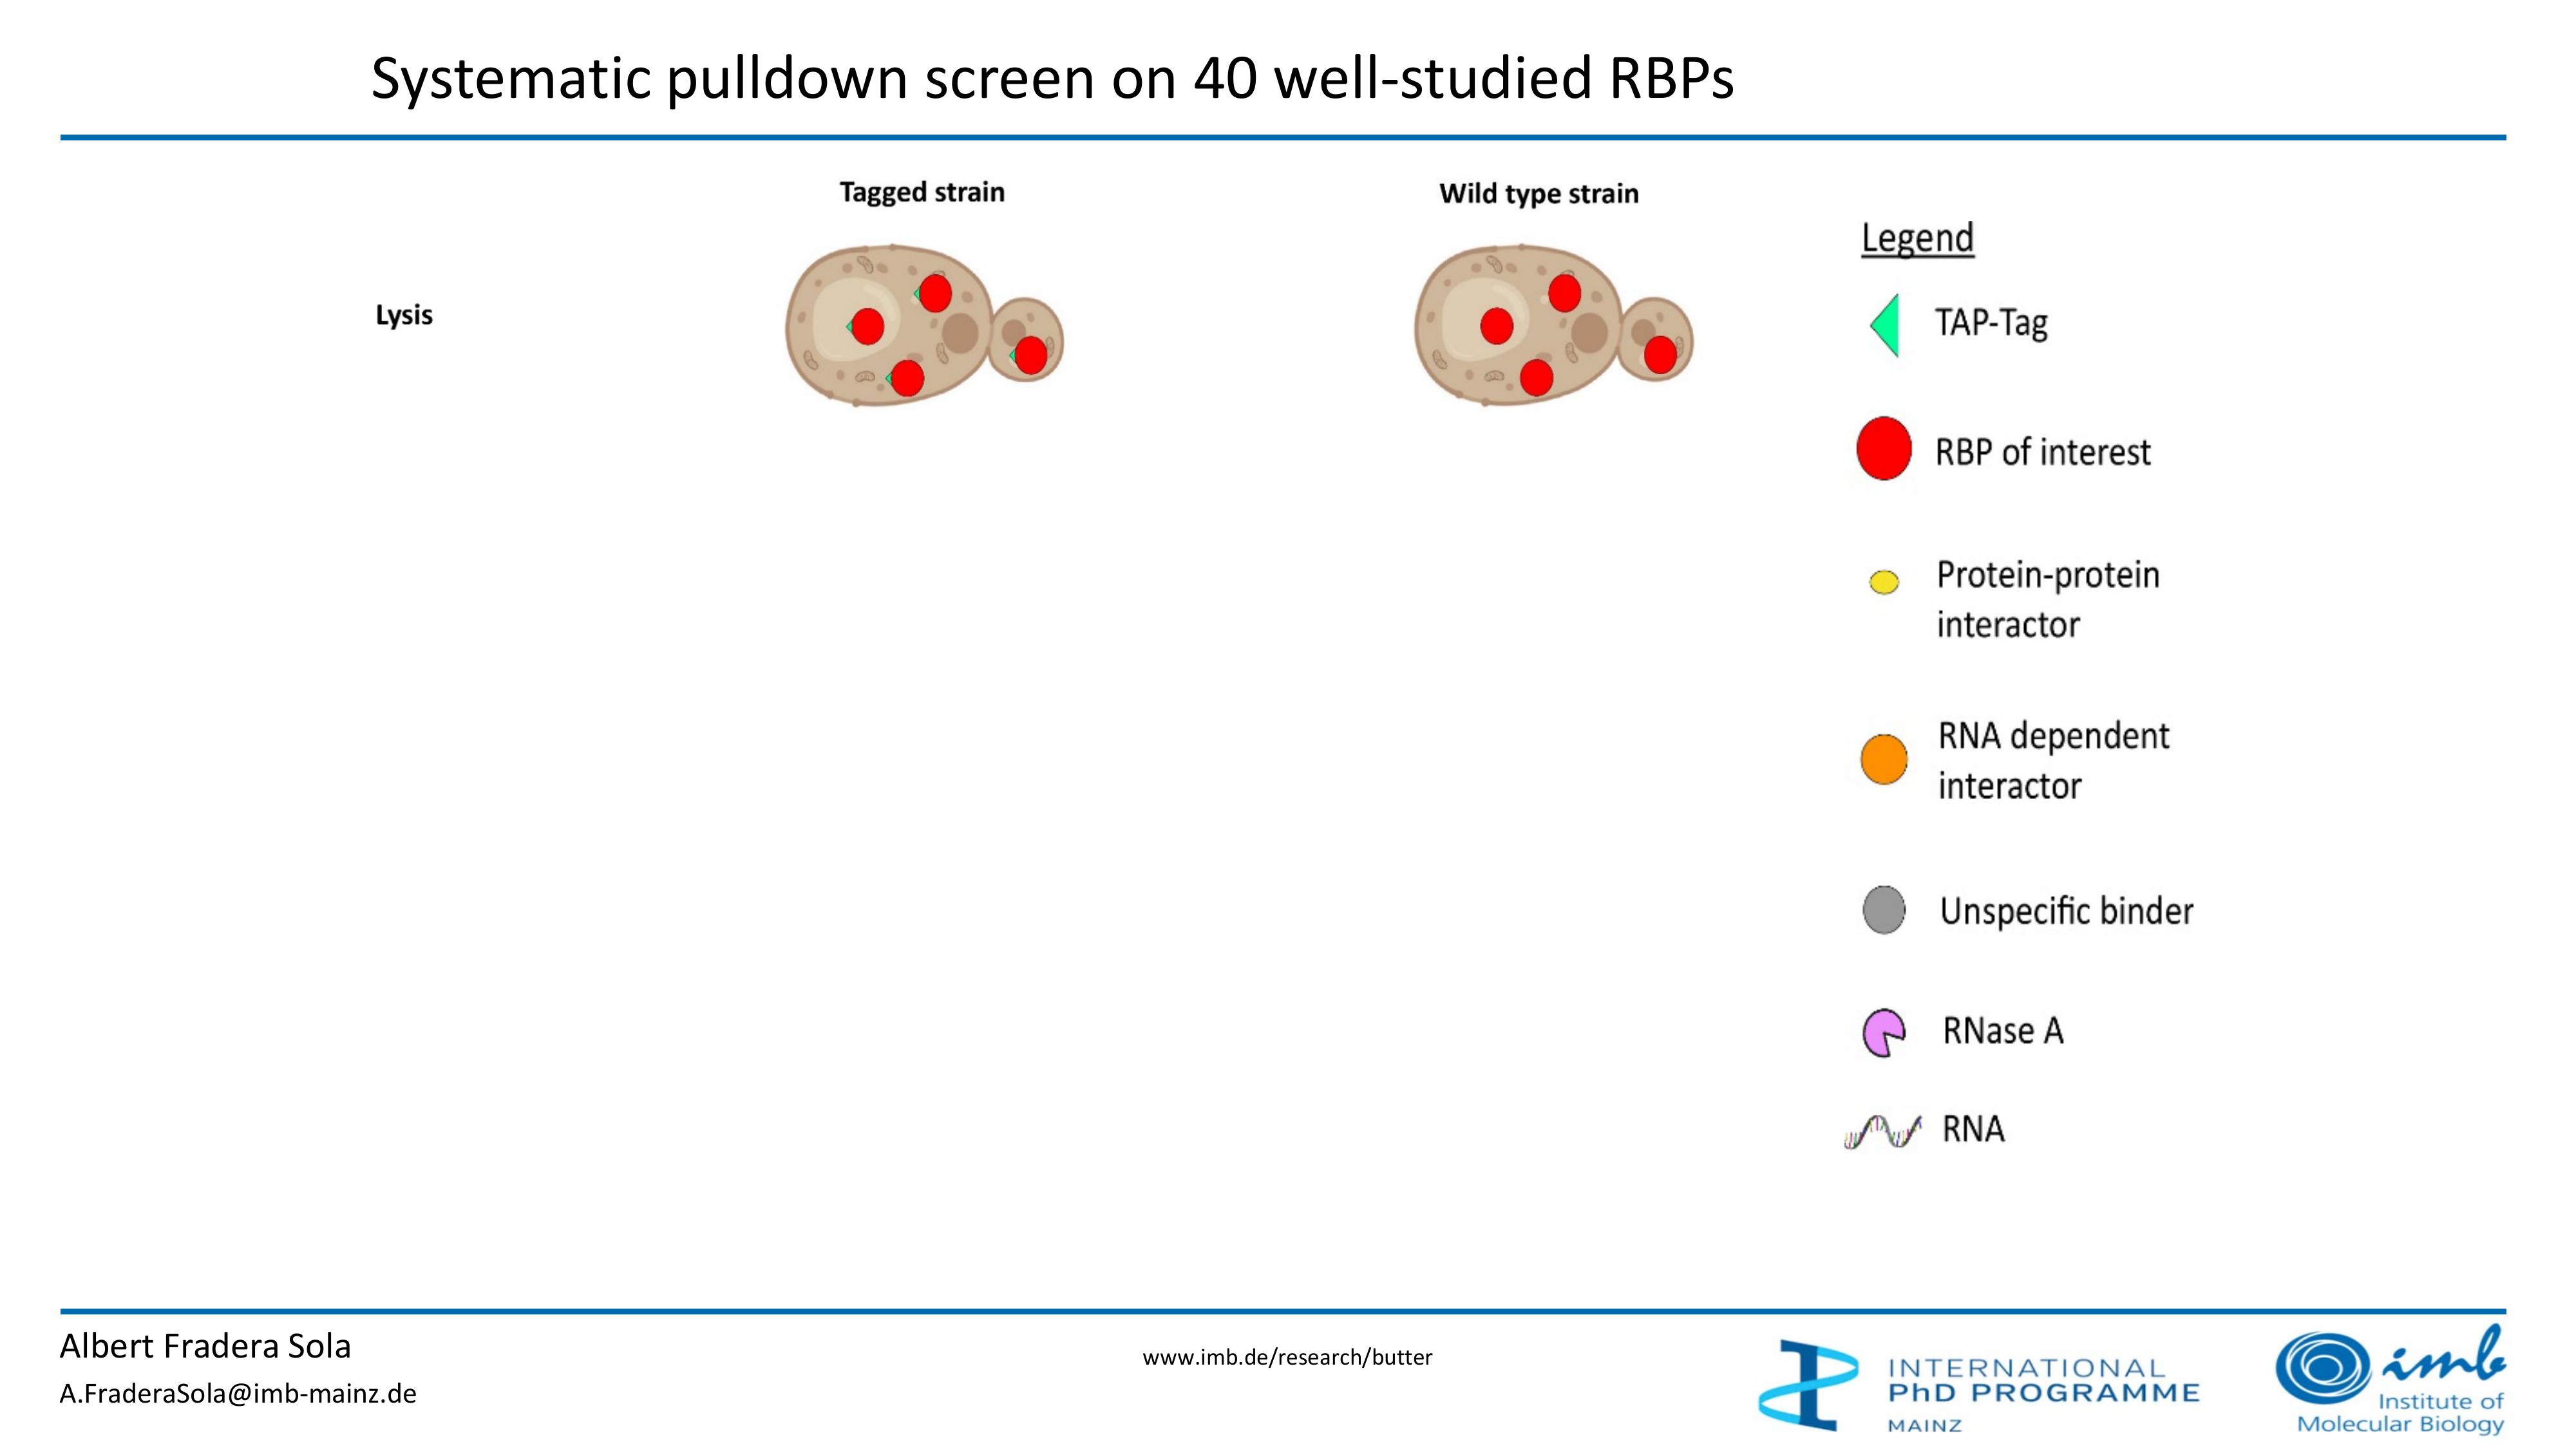 Systematic pulldown screen on 40 well-studied RBPs
Tagged strain
Wild type strain
Lysis
Legend
TAP-Tag
RBP of interest
Protein-protein
interactor
RNA dependent
interactor
Unspecific binder
RNase A
RNA
Albert Fradera Sola
A.FraderaSola@imb-mainz.de
www.imb.de/research/butter
INTERNATIONAL
PhD PROGRAMME
MAINZ
imb
Institute of
Molecular Biology